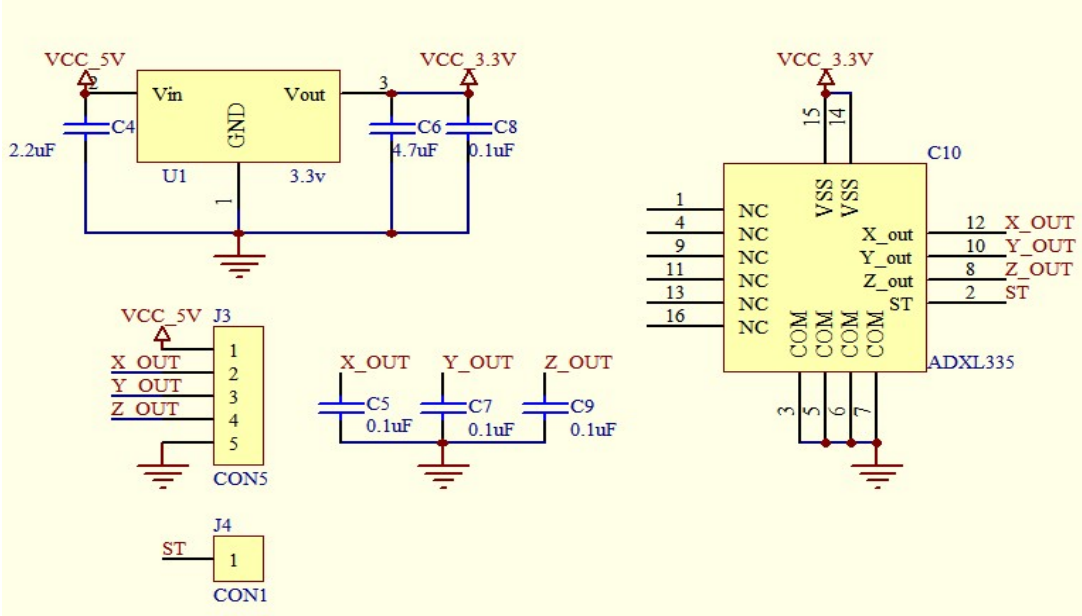 VCC_5V
2
Vin
Vout
GND
3
VCC_3.3V
C4
2.2uF
C6
4.7uF
C8
0.1uF
U1
3.3v
1
VCC_3.3V
15
14
C10
VSS
VSS
1
NC
4
NC
9
NC
11
NC
13
NC
16
NC
X_out
12
X_OUT
Y_out
10
Y_OUT
Z_out
8
Z_OUT
ST
2
ST
COM
COM
COM
COM
ADXL335
3
5
6
7
VCC_5V
J3
1
X_OUT
2
Y_OUT
3
Z_OUT
4
5
CON5
X_OUT
Y_OUT
Z_OUT
C5
0.1uF
C7
0.1uF
C9
0.1uF
J4
ST
1
CON1